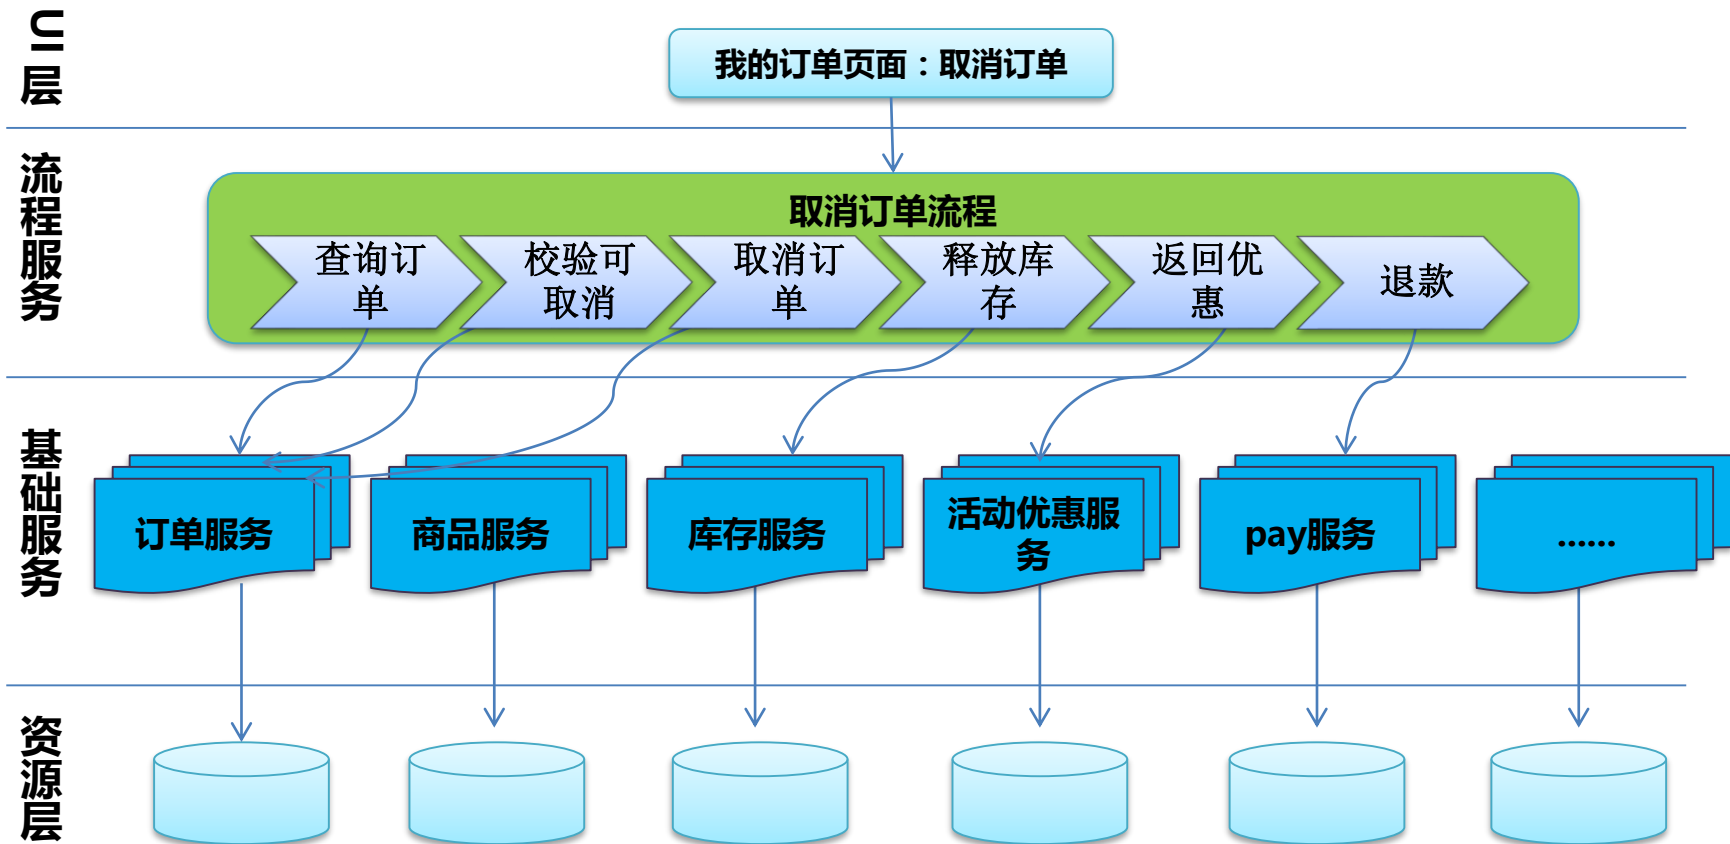 UI层
我的订单页面：取消订单
流程服务
取消订单流程
查询订
单
校验可
取消
取消订
单
释放库
存
返回优
惠
退款
基础服务
订单服务
商品服务
库存服务
活动优惠服
务
pay服务
......
资源层